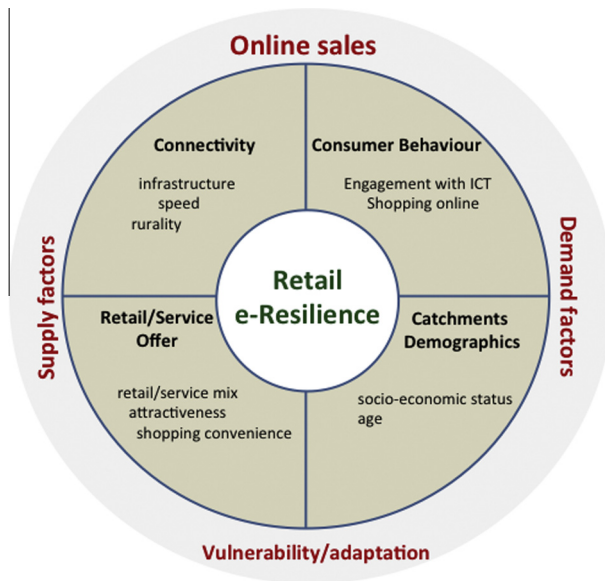 Online sales
Connectivity
infrastructure
speed
rurality
Consumer Behaviour
Engagement with ICT
Shopping online
Supply factors
Retail
e-Resilience
Demand factors
Retail/Service
Offer
retail/service mix
attractiveness
shopping convenience
Catchments
Demographics
socio-economic status
age
Vulnerability/adaptation